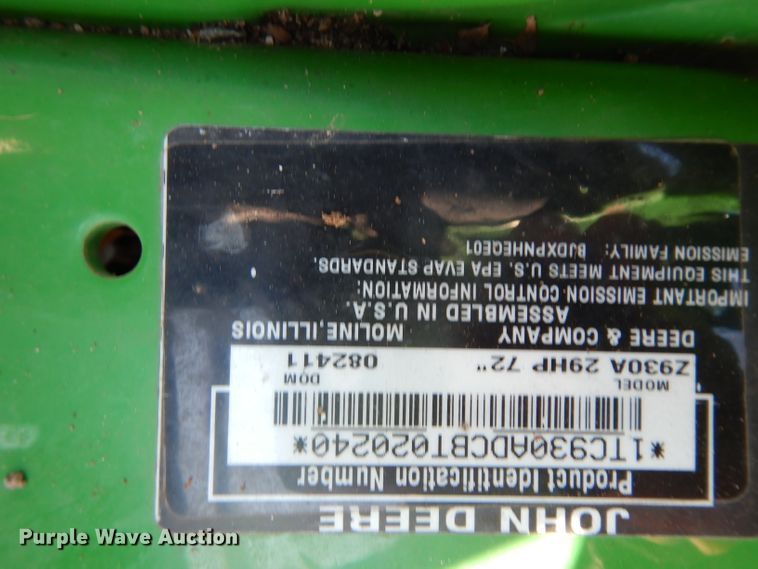 JOHN DEERE
Product Identification Number
*1TC930ADCBT020240*
MODEL DOM
Z930A 29HP 72" 082411
DEERE & COMPANY MOLINE, ILLINOIS
ASSEMBLED IN U.S.A.
IMPORTANT EMISSION CONTROL INFORMATION:
THIS EQUIPMENT MEETS U.S. EPA EVAP STANDARDS.
EMISSION FAMILY: BJDXPNHEQE01
Purple Wave Auction